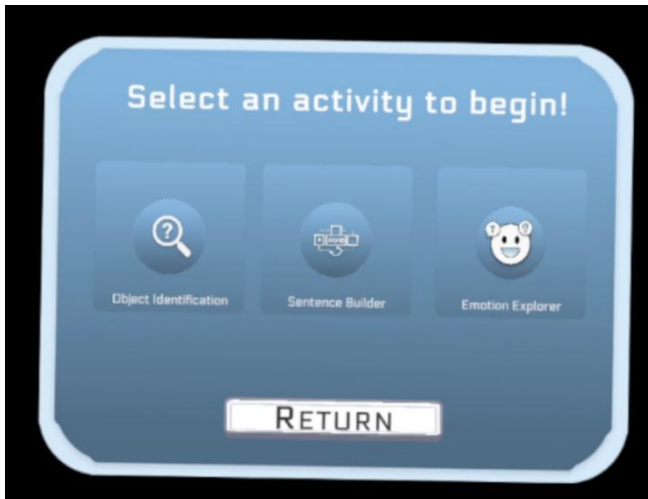 Select an activity to begin!
Object Identification
Sentence Builder
Emotion Explorer
RETURN